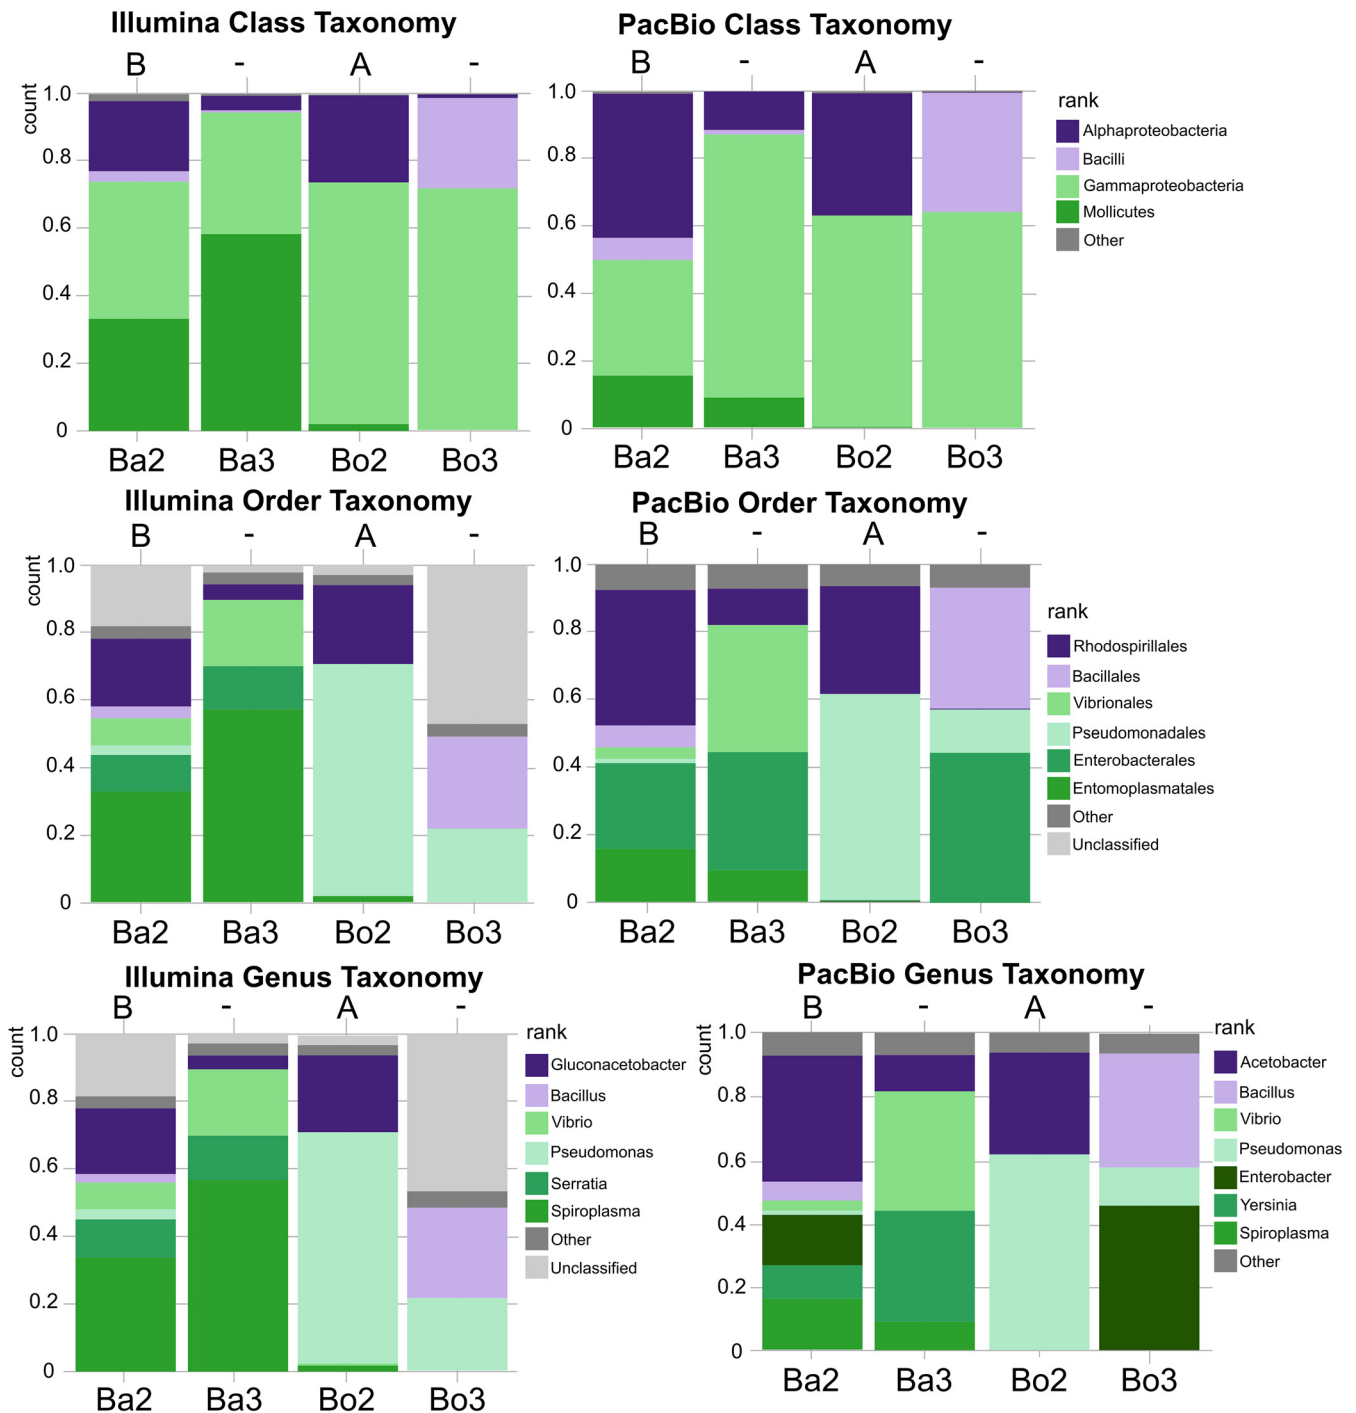 Illumina Class Taxonomy
B - A -
count
1.0
0.8
0.6
0.4
0.2
0
Ba2 Ba3 Bo2 Bo3
PacBio Class Taxonomy
B - A -
1.0
0.8
0.6
0.4
0.2
0
Ba2 Ba3 Bo2 Bo3
rank
Alphaproteobacteria
Bacilli
Gammaproteobacteria
Mollicutes
Other
Illumina Order Taxonomy
B - A -
count
1.0
0.8
0.6
0.4
0.2
0
Ba2 Ba3 Bo2 Bo3
PacBio Order Taxonomy
B - A -
1.0
0.8
0.6
0.4
0.2
0
Ba2 Ba3 Bo2 Bo3
rank
Rhodospirillales
Bacillales
Vibrionales
Pseudomonadales
Enterobacterales
Entomoplasmatales
Other
Unclassified
Illumina Genus Taxonomy
B - A -
count
1.0
0.8
0.6
0.4
0.2
0
Ba2 Ba3 Bo2 Bo3
rank
Gluconacetobacter
Bacillus
Vibrio
Pseudomonas
Serratia
Spiroplasma
Other
Unclassified
PacBio Genus Taxonomy
B - A -
count
1.0
0.8
0.6
0.4
0.2
0
Ba2 Ba3 Bo2 Bo3
rank
Acetobacter
Bacillus
Vibrio
Pseudomonas
Enterobacter
Yersinia
Spiroplasma
Other